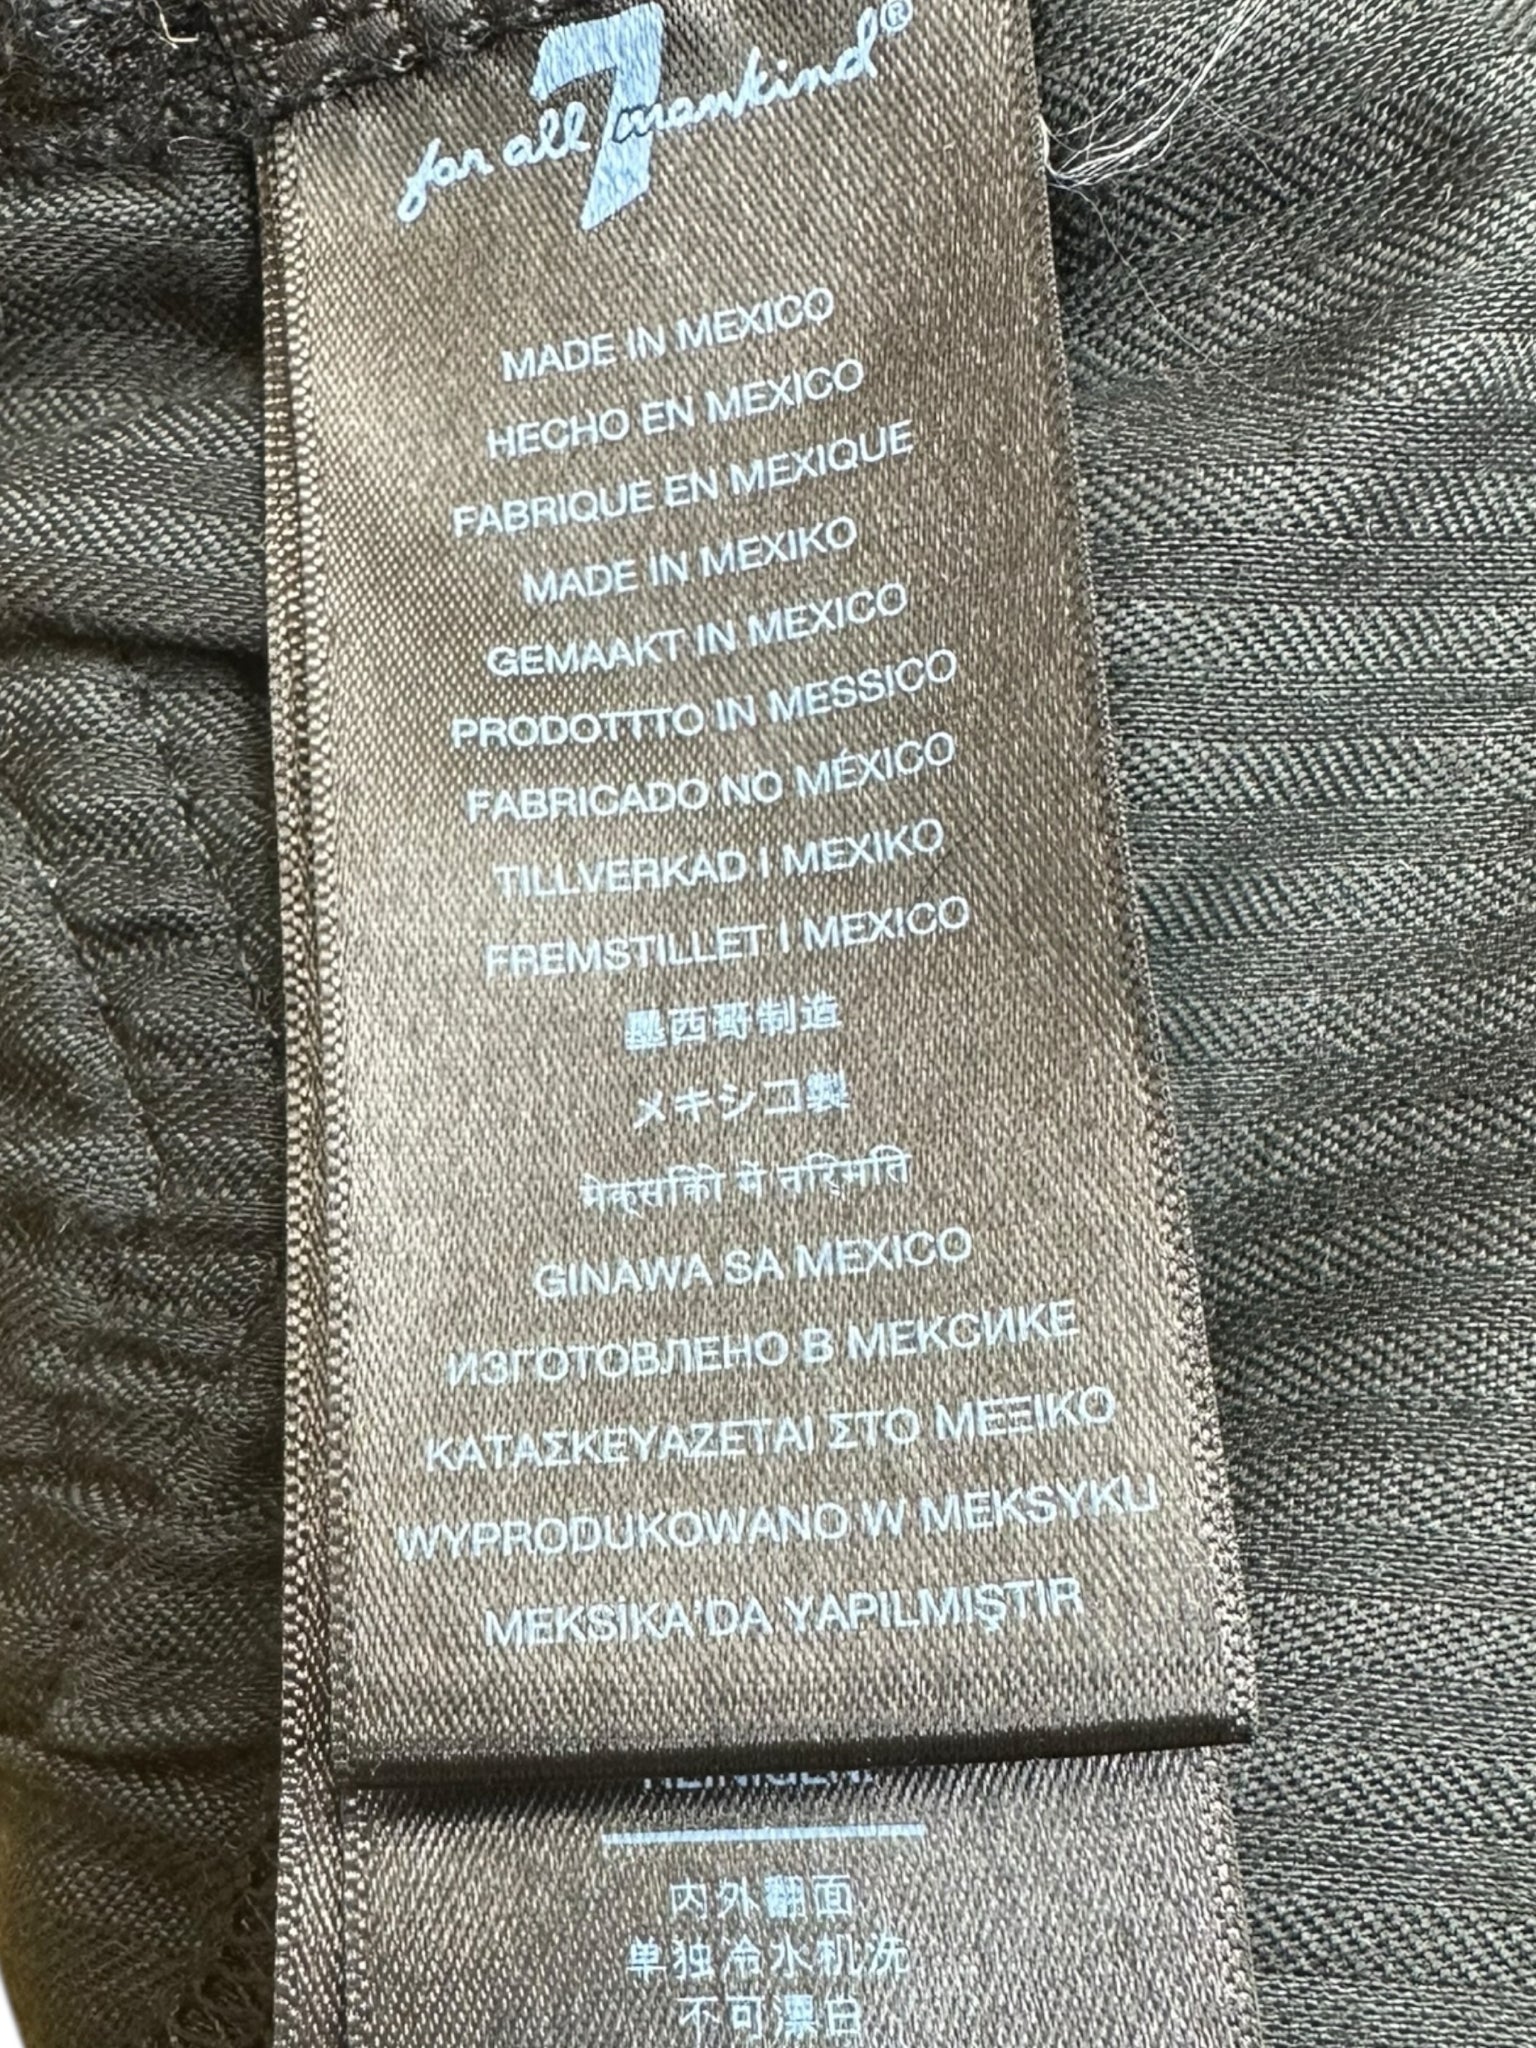 7
for all mankind®
MADE IN MEXICO
HECHO EN MEXICO
FABRIQUE EN MEXIQUE
MADE IN MEXIKO
GEMAAKT IN MEXICO
PRODOTTTO IN MESSICO
FABRICADO NO MÉXICO
TILLVERKAD I MEXIKO
FREMSTILLET I MEXICO
墨西哥制造
メキシコ製
GINAWA SA MEXICO
ИЗГОТОВЛЕНО В МЕКСИКЕ
ΚΑΤΑΣΚΕΥΑΖΕΤΑΙ ΣΤΟ ΜΕΞΙΚΟ
WYPRODUKOWANO W MEKSYKU
MEKSİKA'DA YAPILMIŞTIR
内外翻面,
单独冷水机洗
不可漂白